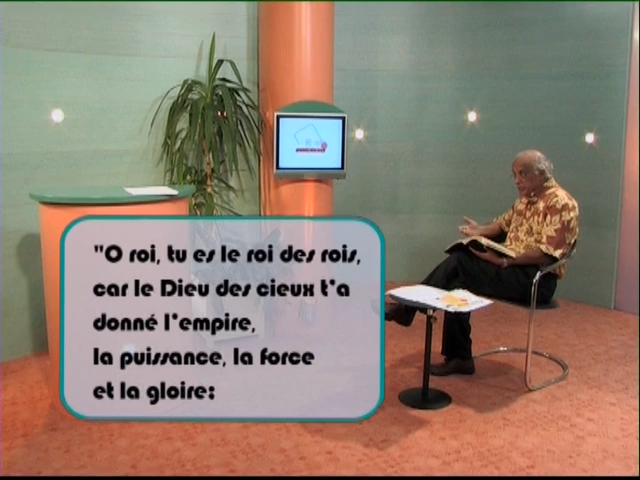 "O roi, tu es le roi des rois,
car le Dieu des cieux t'a
donné l'empire,
la puissance, la force
et la gloire: